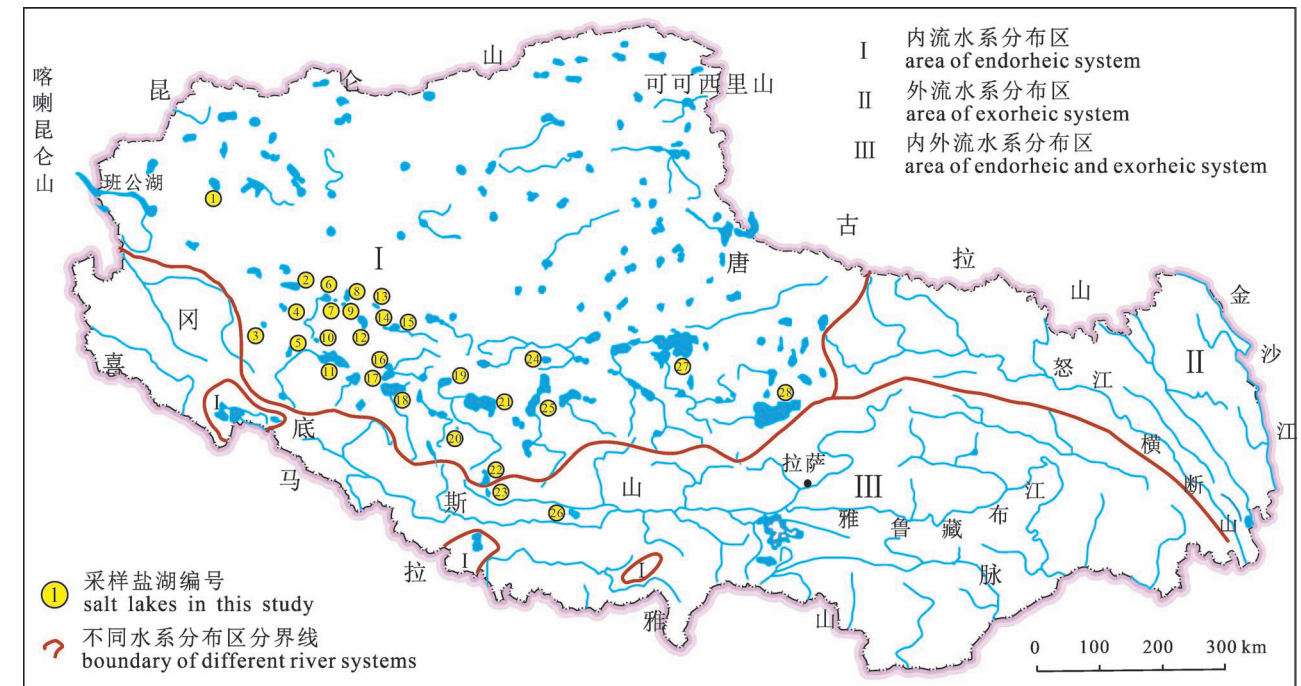 I 内流水系分布区
area of endorheic system
II 外流水系分布区
area of exorheic system
III 内外流水系分布区
area of endorheic and exorheic system
喀喇昆仑山
昆仑山
可可西里山
班公湖
唐古拉山
金沙江
怒江
横断山脉
冈底斯山
喜马拉雅山
雅鲁藏布江
拉萨
I
II
III
I
I
I
1
2
3
4
5
6
7
8
9
10
11
12
13
14
15
16
17
18
19
20
21
22
23
24
25
26
27
28
1 采样盐湖编号
salt lakes in this study
不同水系分布区分界线
boundary of different river systems
0 100 200 300 km